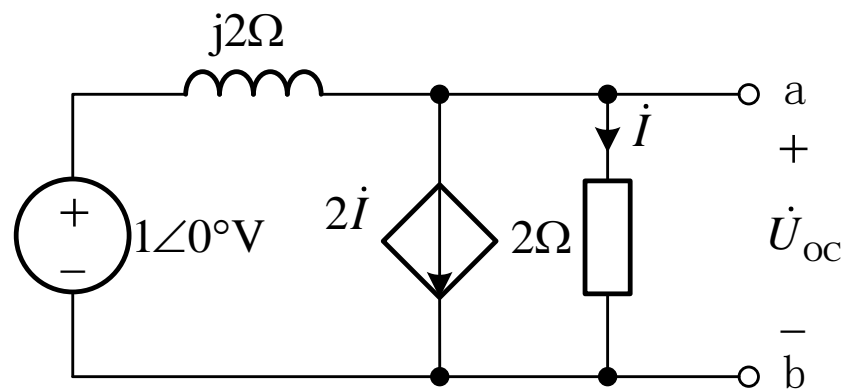 j2Ω
a
İ
+
+
1∠0°V
−
2İ
2Ω
U̇OC
−
b